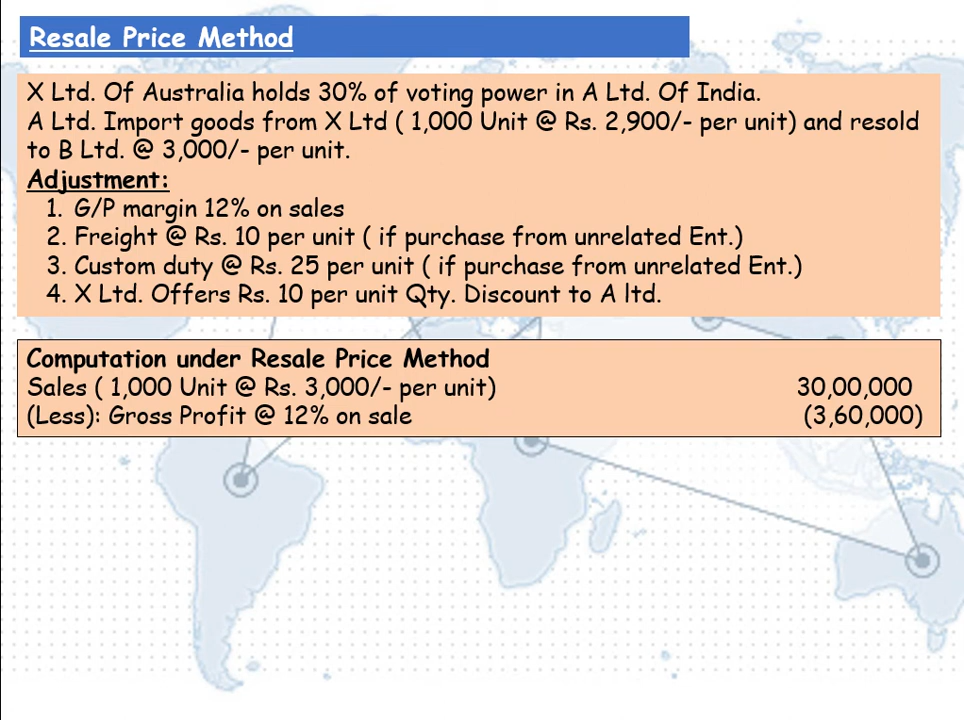 Resale Price Method
X Ltd. Of Australia holds 30% of voting power in A Ltd. Of India.
A Ltd. Import goods from X Ltd ( 1,000 Unit @ Rs. 2,900/- per unit) and resold
to B Ltd. @ 3,000/- per unit.
Adjustment:
1. G/P margin 12% on sales
2. Freight @ Rs. 10 per unit ( if purchase from unrelated Ent.)
3. Custom duty @ Rs. 25 per unit ( if purchase from unrelated Ent.)
4. X Ltd. Offers Rs. 10 per unit Qty. Discount to A ltd.
Computation under Resale Price Method
Sales ( 1,000 Unit @ Rs. 3,000/- per unit) 30,00,000
(Less): Gross Profit @ 12% on sale (3,60,000)